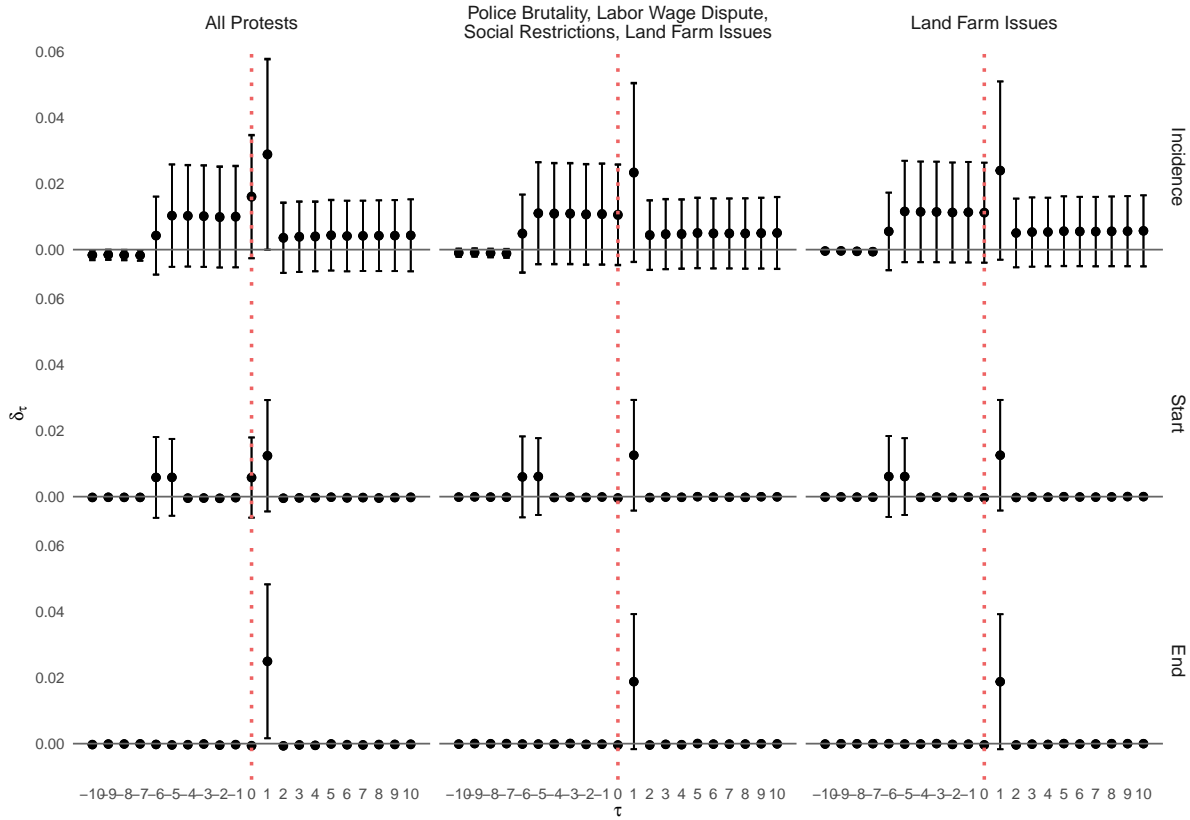 All Protests
Police Brutality, Labor Wage Dispute,
Social Restrictions, Land Farm Issues
Land Farm Issues
0.06
0.04
0.02
0.00
Incidence
0.06
0.04
0.02
0.00
Start
0.06
0.04
0.02
0.00
End
δτ
−10−9−8−7−6−5−4−3−2−1 0 1 2 3 4 5 6 7 8 9 10
−10−9−8−7−6−5−4−3−2−1 0 1 2 3 4 5 6 7 8 9 10
−10−9−8−7−6−5−4−3−2−1 0 1 2 3 4 5 6 7 8 9 10
τ